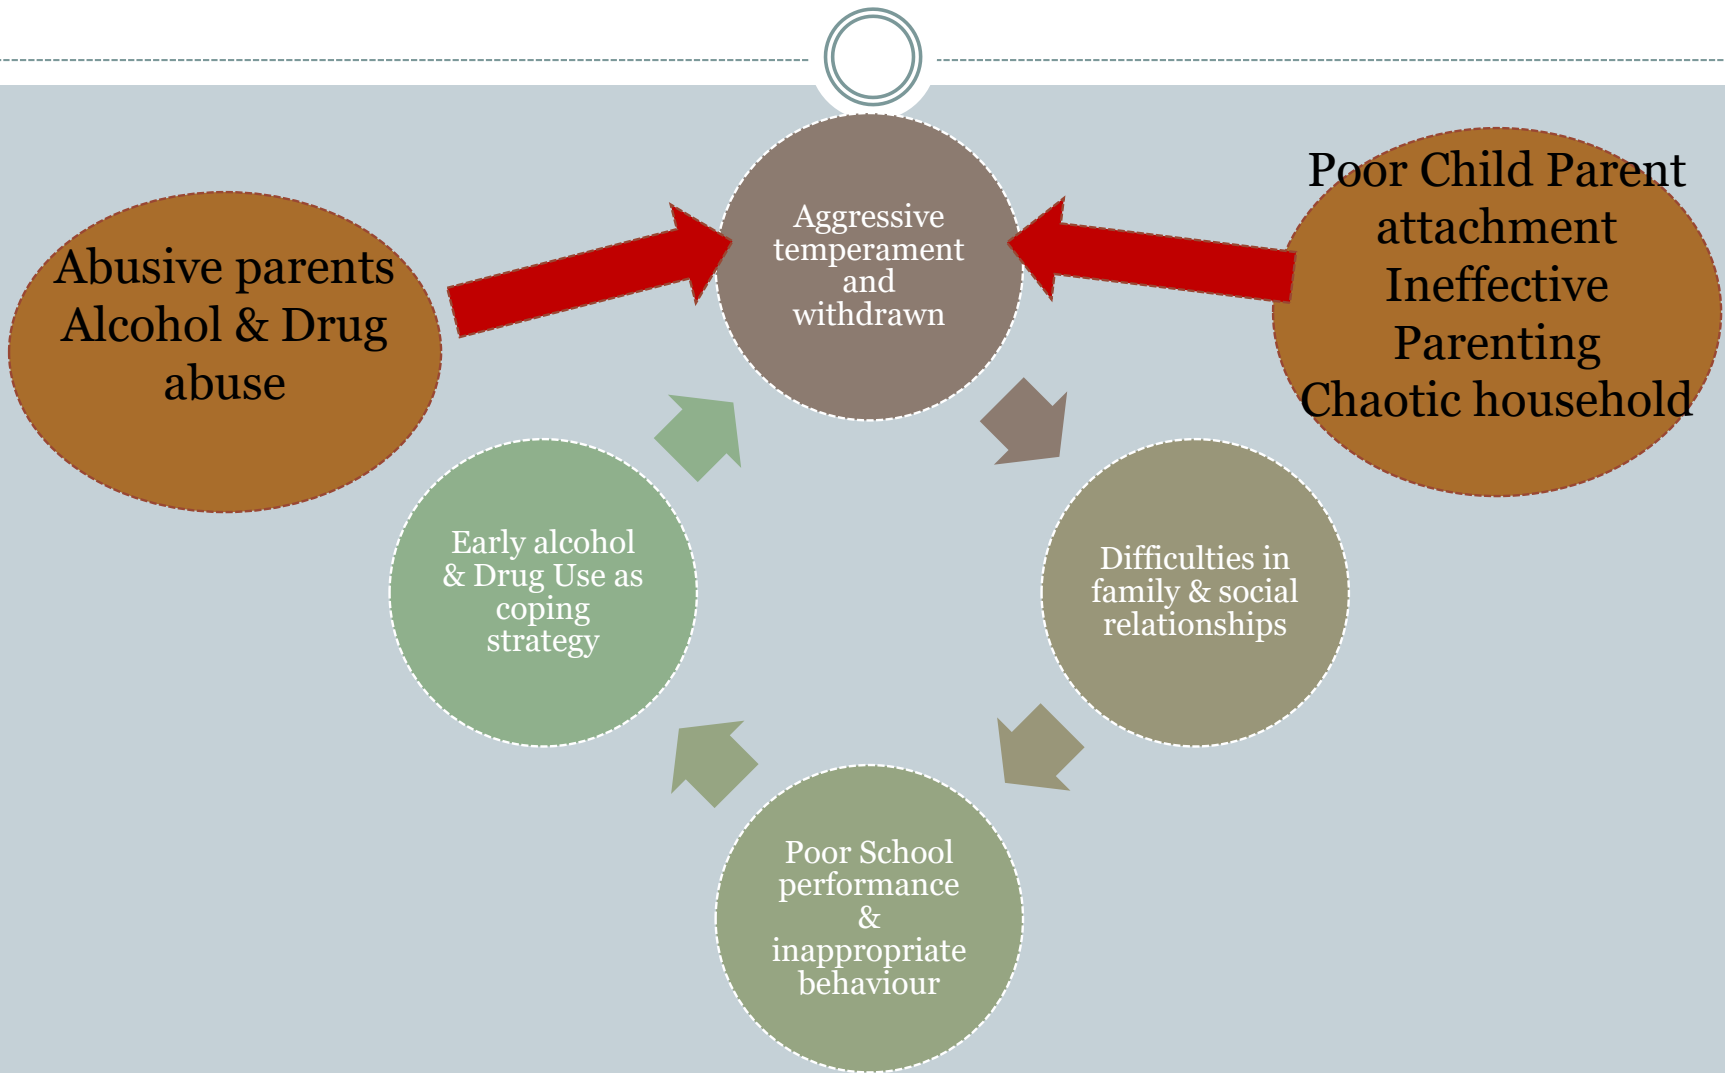 Abusive parents
Alcohol & Drug
abuse
Aggressive
temperament
and
withdrawn
Poor Child Parent
attachment
Ineffective
Parenting
Chaotic household
Early alcohol
& Drug Use as
coping
strategy
Difficulties in
family & social
relationships
Poor School
performance
&
inappropriate
behaviour